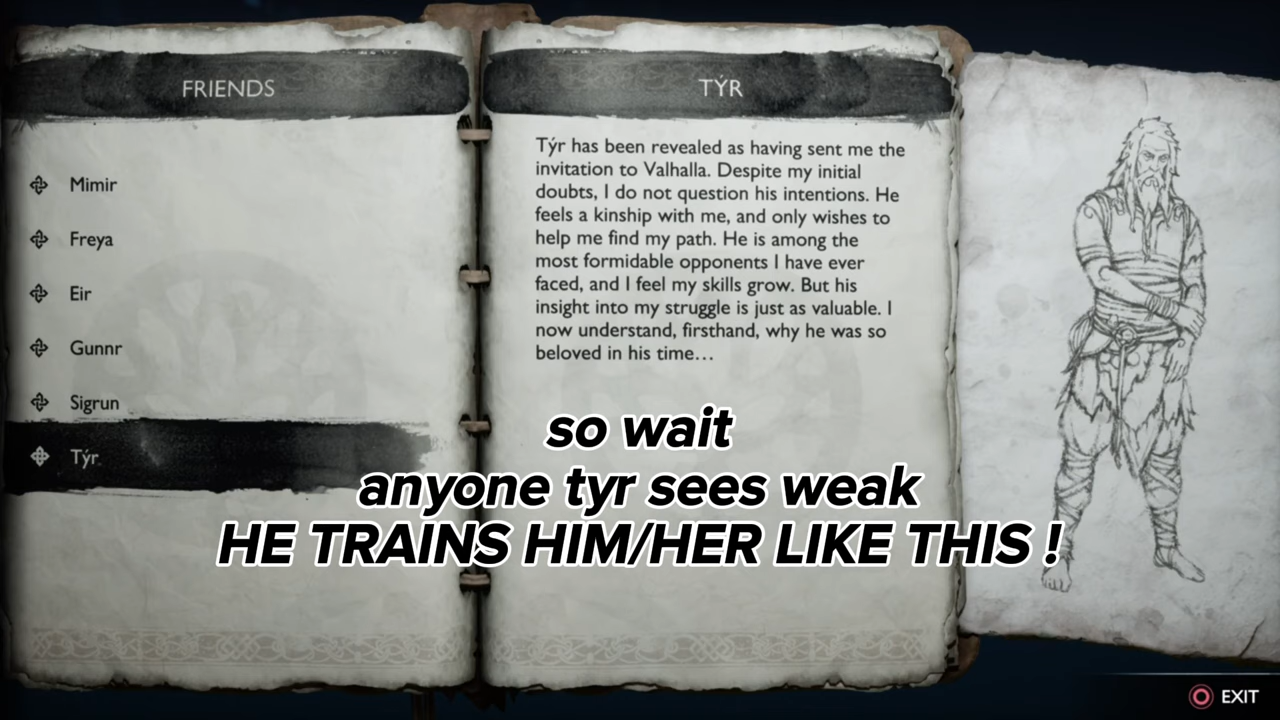 FRIENDS
Mimir
Freya
Eir
Gunnr
Sigrun
Týr
TÝR
Týr has been revealed as having sent me the
invitation to Valhalla. Despite my initial
doubts, I do not question his intentions. He
feels a kinship with me, and only wishes to
help me find my path. He is among the
most formidable opponents I have ever
faced, and I feel my skills grow. But his
insight into my struggle is just as valuable. I
now understand, firsthand, why he was so
beloved in his time...
so wait
anyone tyr sees weak
HE TRAINS HIM/HER LIKE THIS !
EXIT